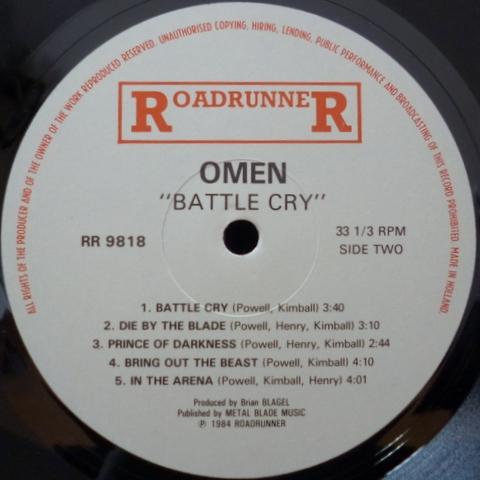 ALL RIGHTS OF THE PRODUCER AND OF THE OWNER OF THE WORK REPRODUCED RESERVED. UNAUTHORISED COPYING, HIRING, LENDING, PUBLIC PERFORMANCE AND BROADCASTING OF THIS RECORD PROHIBITED. MADE IN HOLLAND.
ROADRUNNER
OMEN
"BATTLE CRY"
RR 9818
33 1/3 RPM
SIDE TWO
1. BATTLE CRY (Powell, Kimball) 3:40
2. DIE BY THE BLADE (Powell, Henry, Kimball) 3:10
3. PRINCE OF DARKNESS (Powell, Kimball) 2:44
4. BRING OUT THE BEAST (Powell, Kimball) 4:10
5. IN THE ARENA (Powell, Kimball, Henry) 4:01
Produced by Brian BLAGEL
Published by METAL BLADE MUSIC
℗ 1984 ROADRUNNER